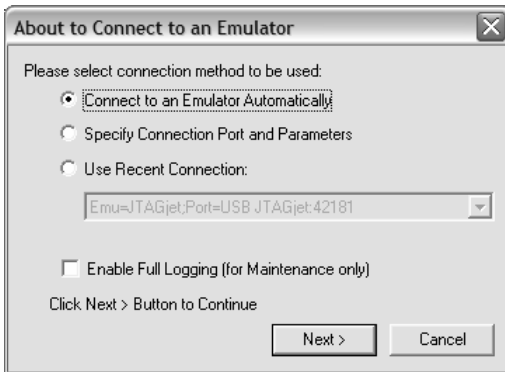 About to Connect to an Emulator
Please select connection method to be used:
Connect to an Emulator Automatically
Specify Connection Port and Parameters
Use Recent Connection:
Emu=JTAGjet;Port=USB JTAGjet:42181
Enable Full Logging (for Maintenance only)
Click Next > Button to Continue
Next >
Cancel